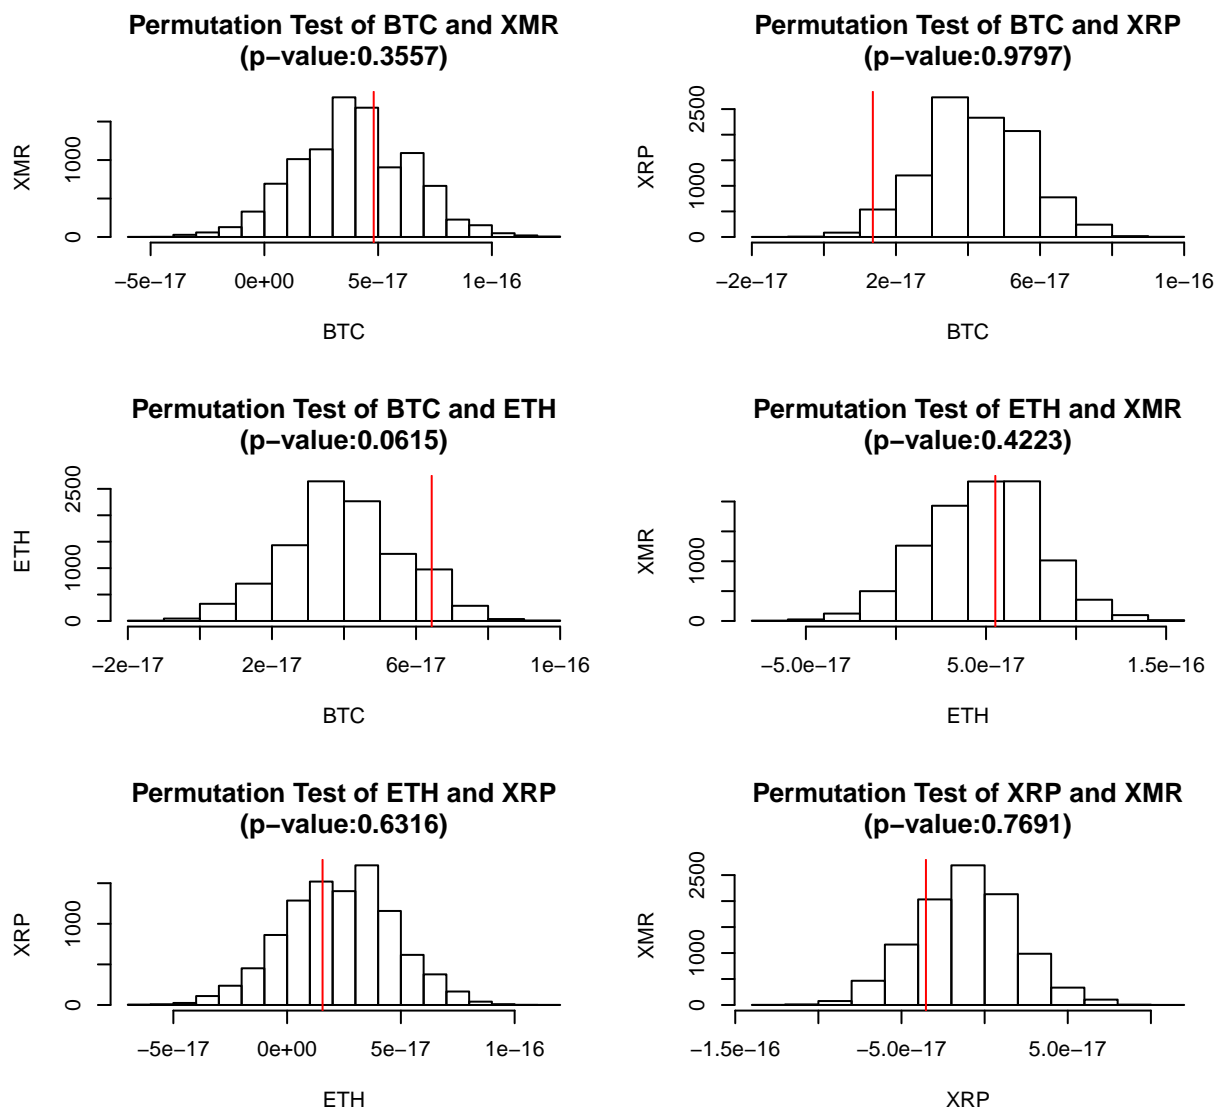 Permutation Test of BTC and XMR
(p−value:0.3557)
XMR
1000
0
−5e−17 0e+00 5e−17 1e−16
BTC
Permutation Test of BTC and XRP
(p−value:0.9797)
XRP
2500
1000
0
−2e−17 2e−17 6e−17 1e−16
BTC
Permutation Test of BTC and ETH
(p−value:0.0615)
ETH
2500
1000
0
−2e−17 2e−17 6e−17 1e−16
BTC
Permutation Test of ETH and XMR
(p−value:0.4223)
XMR
1000
0
−5.0e−17 5.0e−17 1.5e−16
ETH
Permutation Test of ETH and XRP
(p−value:0.6316)
XRP
1000
0
−5e−17 0e+00 5e−17 1e−16
ETH
Permutation Test of XRP and XMR
(p−value:0.7691)
XMR
2500
1000
0
−1.5e−16 −5.0e−17 5.0e−17
XRP